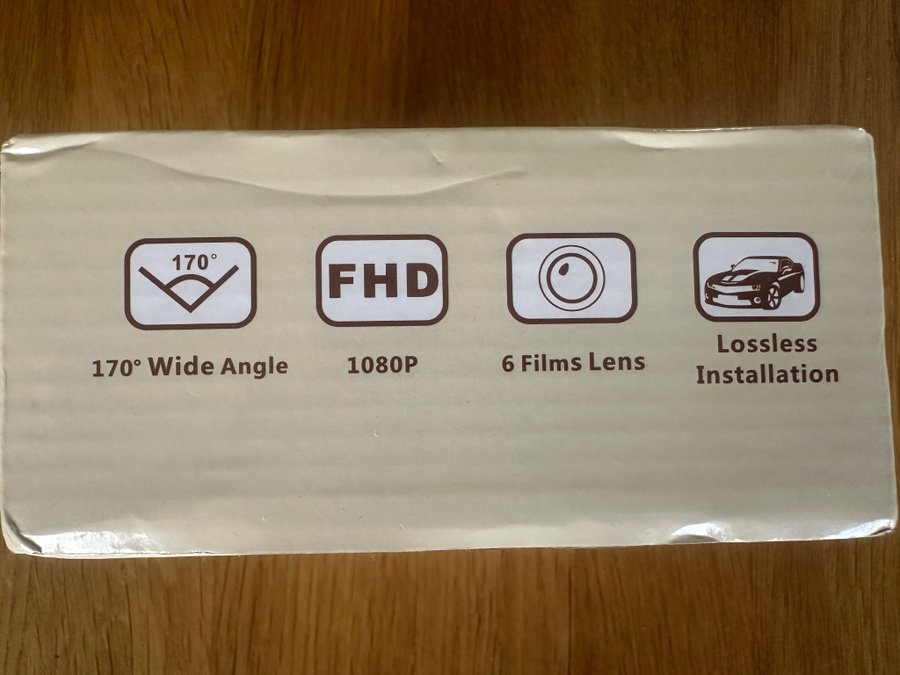 170°
FHD
170° Wide Angle
1080P
6 Films Lens
Lossless
Installation